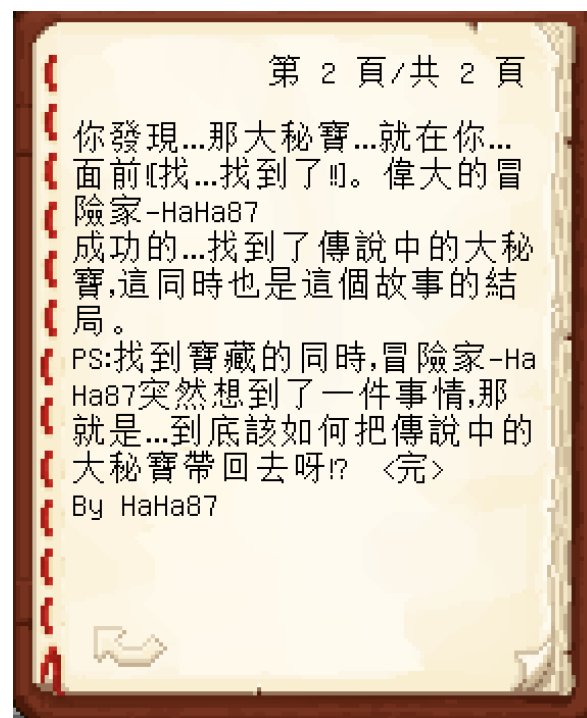 第 2 頁/共 2 頁
你發現...那大秘寶...就在你...
面前![找...找到了!!]。偉大的冒
險家-HaHa87
成功的...找到了傳說中的大秘
寶,這同時也是這個故事的結
局。
PS:找到寶藏的同時,冒險家-Ha
Ha87突然想到了一件事情,那
就是...到底該如何把傳說中的
大秘寶帶回去呀!? <完>
By HaHa87